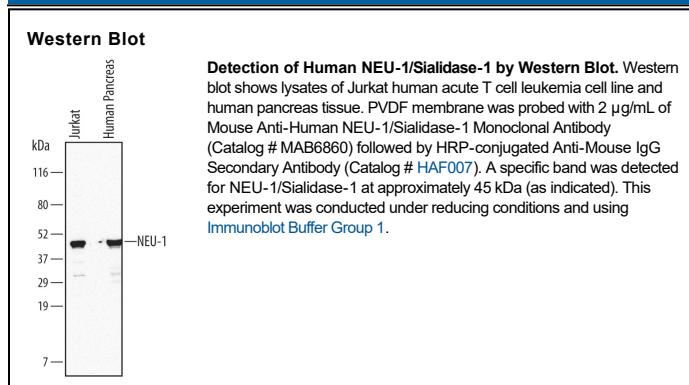 Western Blot
Jurkat
Human Pancreas
kDa
116
80
52
37
29
19
7
NEU-1
Detection of Human NEU-1/Sialidase-1 by Western Blot. Western
blot shows lysates of Jurkat human acute T cell leukemia cell line and
human pancreas tissue. PVDF membrane was probed with 2 µg/mL of
Mouse Anti-Human NEU-1/Sialidase-1 Monoclonal Antibody
(Catalog # MAB6860) followed by HRP-conjugated Anti-Mouse IgG
Secondary Antibody (Catalog # HAF007). A specific band was detected
for NEU-1/Sialidase-1 at approximately 45 kDa (as indicated). This
experiment was conducted under reducing conditions and using
Immunoblot Buffer Group 1.